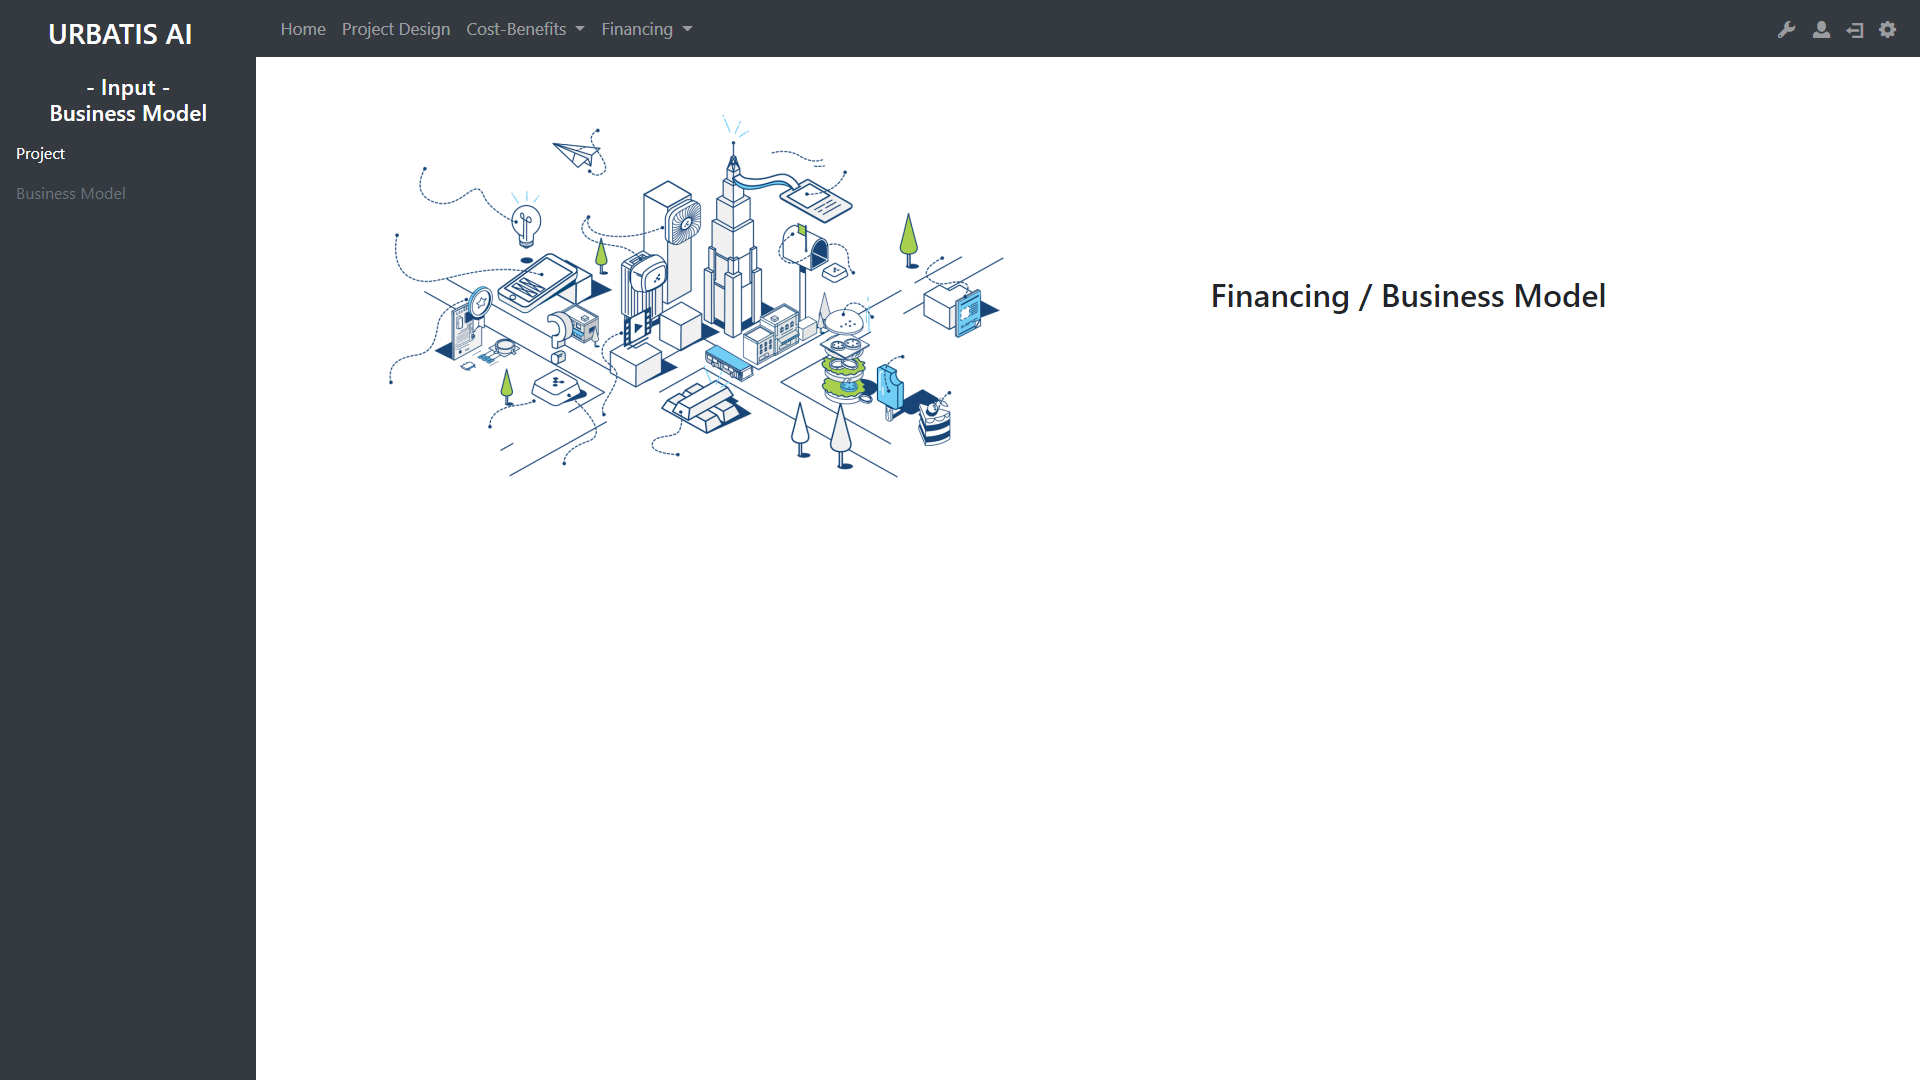 URBATIS AI
Home
Project Design
Cost-Benefits
Financing
- Input -
Business Model
Project
Business Model
Financing / Business Model